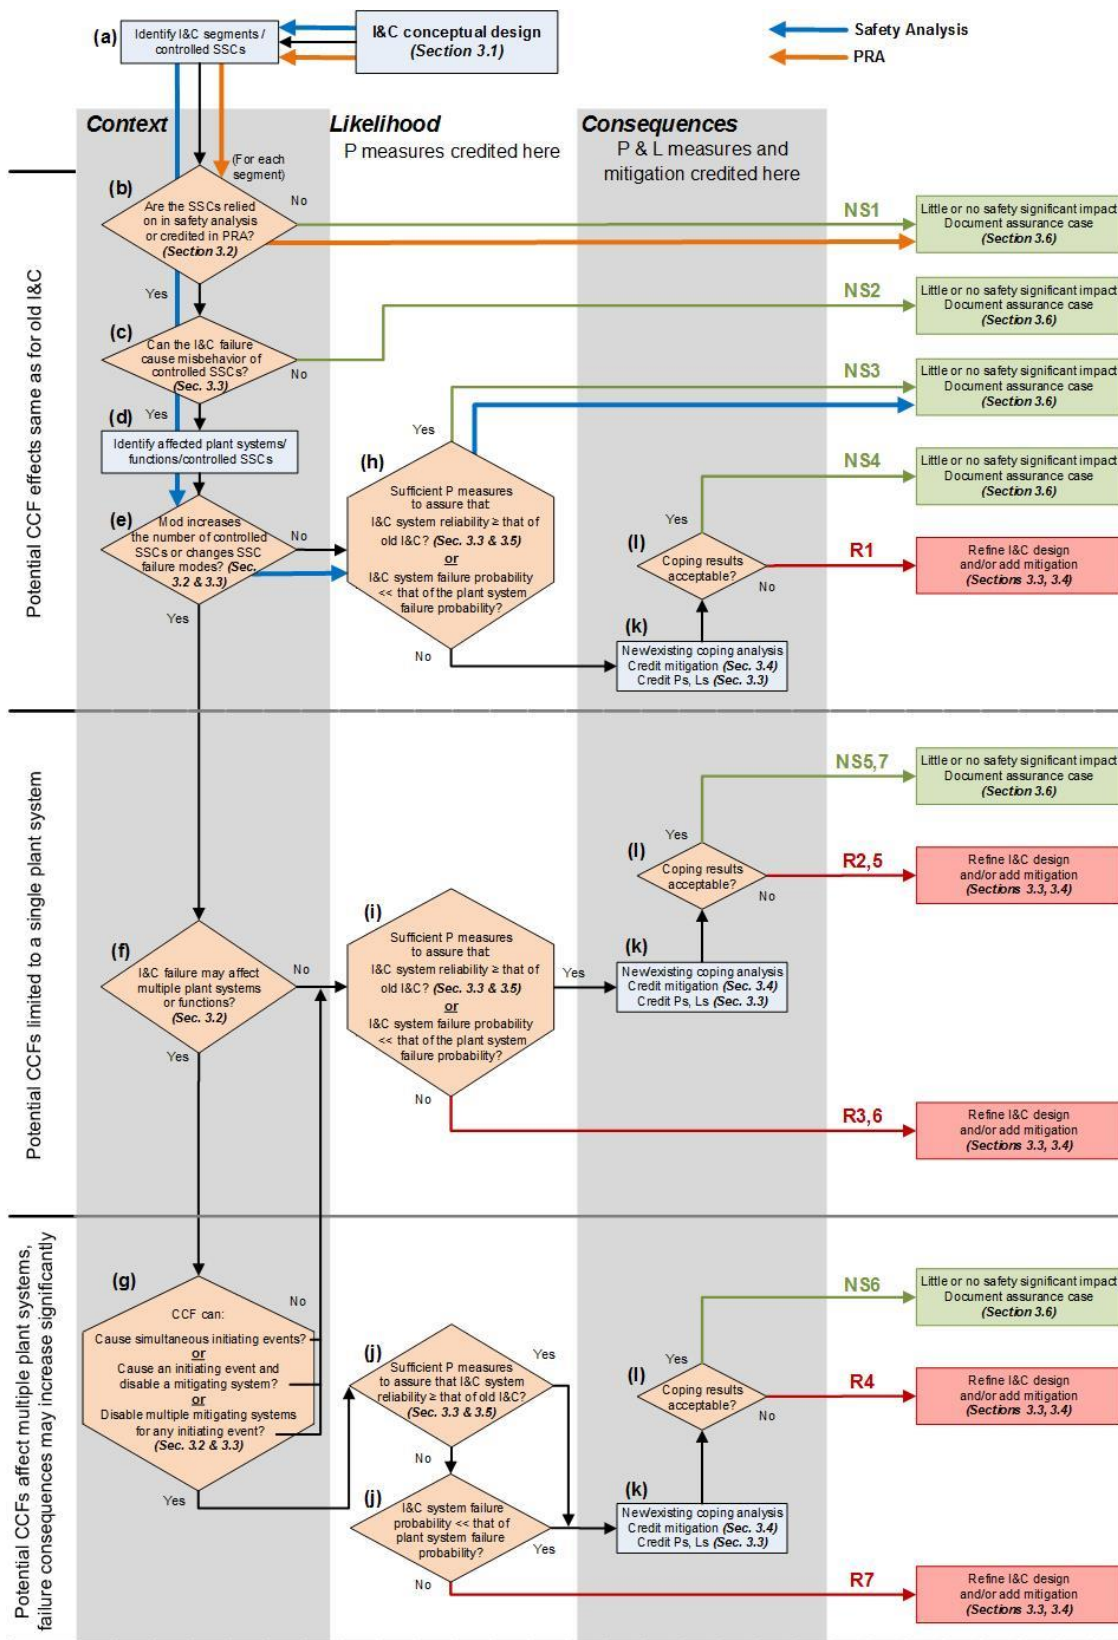 (a)
Identify I&C segments /
controlled SSCs
I&C conceptual design
(Section 3.1)
Safety Analysis
PRA
Context
Likelihood
P measures credited here
Consequences
P & L measures and
mitigation credited here
Potential CCF effects same as for old I&C
(For each
segment)
(b)
Are the SSCs relied
on in safety analysis
or credited in PRA?
(Section 3.2)
No
Yes
NS1
Little or no safety significant impact
Document assurance case
(Section 3.6)
(c)
Can the I&C failure
cause misbehavior of
controlled SSCs?
(Sec. 3.3)
No
Yes
NS2
Little or no safety significant impact
Document assurance case
(Section 3.6)
(d)
Identify affected plant systems/
functions/controlled SSCs
NS3
Little or no safety significant impact
Document assurance case
(Section 3.6)
(e)
Mod increases
the number of controlled
SSCs or changes SSC
failure modes? (Sec.
3.2 & 3.3)
No
Yes
(h)
Yes
Sufficient P measures
to assure that:
I&C system reliability ≥ that of
old I&C? (Sec. 3.3 & 3.5)
or
I&C system failure probability
<< that of the plant system
failure probability?
No
NS4
Little or no safety significant impact
Document assurance case
(Section 3.6)
(l)
Yes
Coping results
acceptable?
No
R1
Refine I&C design
and/or add mitigation
(Sections 3.3, 3.4)
(k)
New/existing coping analysis
Credit mitigation (Sec. 3.4)
Credit Ps, Ls (Sec. 3.3)
Potential CCFs limited to a single plant system
NS5,7
Little or no safety significant impact
Document assurance case
(Section 3.6)
(l)
Yes
Coping results
acceptable?
No
R2,5
Refine I&C design
and/or add mitigation
(Sections 3.3, 3.4)
(f)
I&C failure may affect
multiple plant systems
or functions?
(Sec. 3.2)
No
Yes
(i)
Sufficient P measures
to assure that:
I&C system reliability ≥ that of
old I&C? (Sec. 3.3 & 3.5)
or
I&C system failure probability
<< that of the plant system
failure probability?
Yes
No
(k)
New/existing coping analysis
Credit mitigation (Sec. 3.4)
Credit Ps, Ls (Sec. 3.3)
R3,6
Refine I&C design
and/or add mitigation
(Sections 3.3, 3.4)
Potential CCFs affect multiple plant systems,
failure consequences may increase significantly
(g)
CCF can:
No
Cause simultaneous initiating events?
or
Cause an initiating event and
disable a mitigating system?
or
Disable multiple mitigating systems
for any initiating event?
(Sec. 3.2 & 3.3)
Yes
(j)
Sufficient P measures
to assure that I&C system
reliability ≥ that of old I&C?
(Sec. 3.3 & 3.5)
Yes
No
(j)
I&C system failure
probability << that of
plant system failure
probability?
Yes
No
NS6
Little or no safety significant impact
Document assurance case
(Section 3.6)
(l)
Yes
Coping results
acceptable?
No
R4
Refine I&C design
and/or add mitigation
(Sections 3.3, 3.4)
(k)
New/existing coping analysis
Credit mitigation (Sec. 3.4)
Credit Ps, Ls (Sec. 3.3)
R7
Refine I&C design
and/or add mitigation
(Sections 3.3, 3.4)